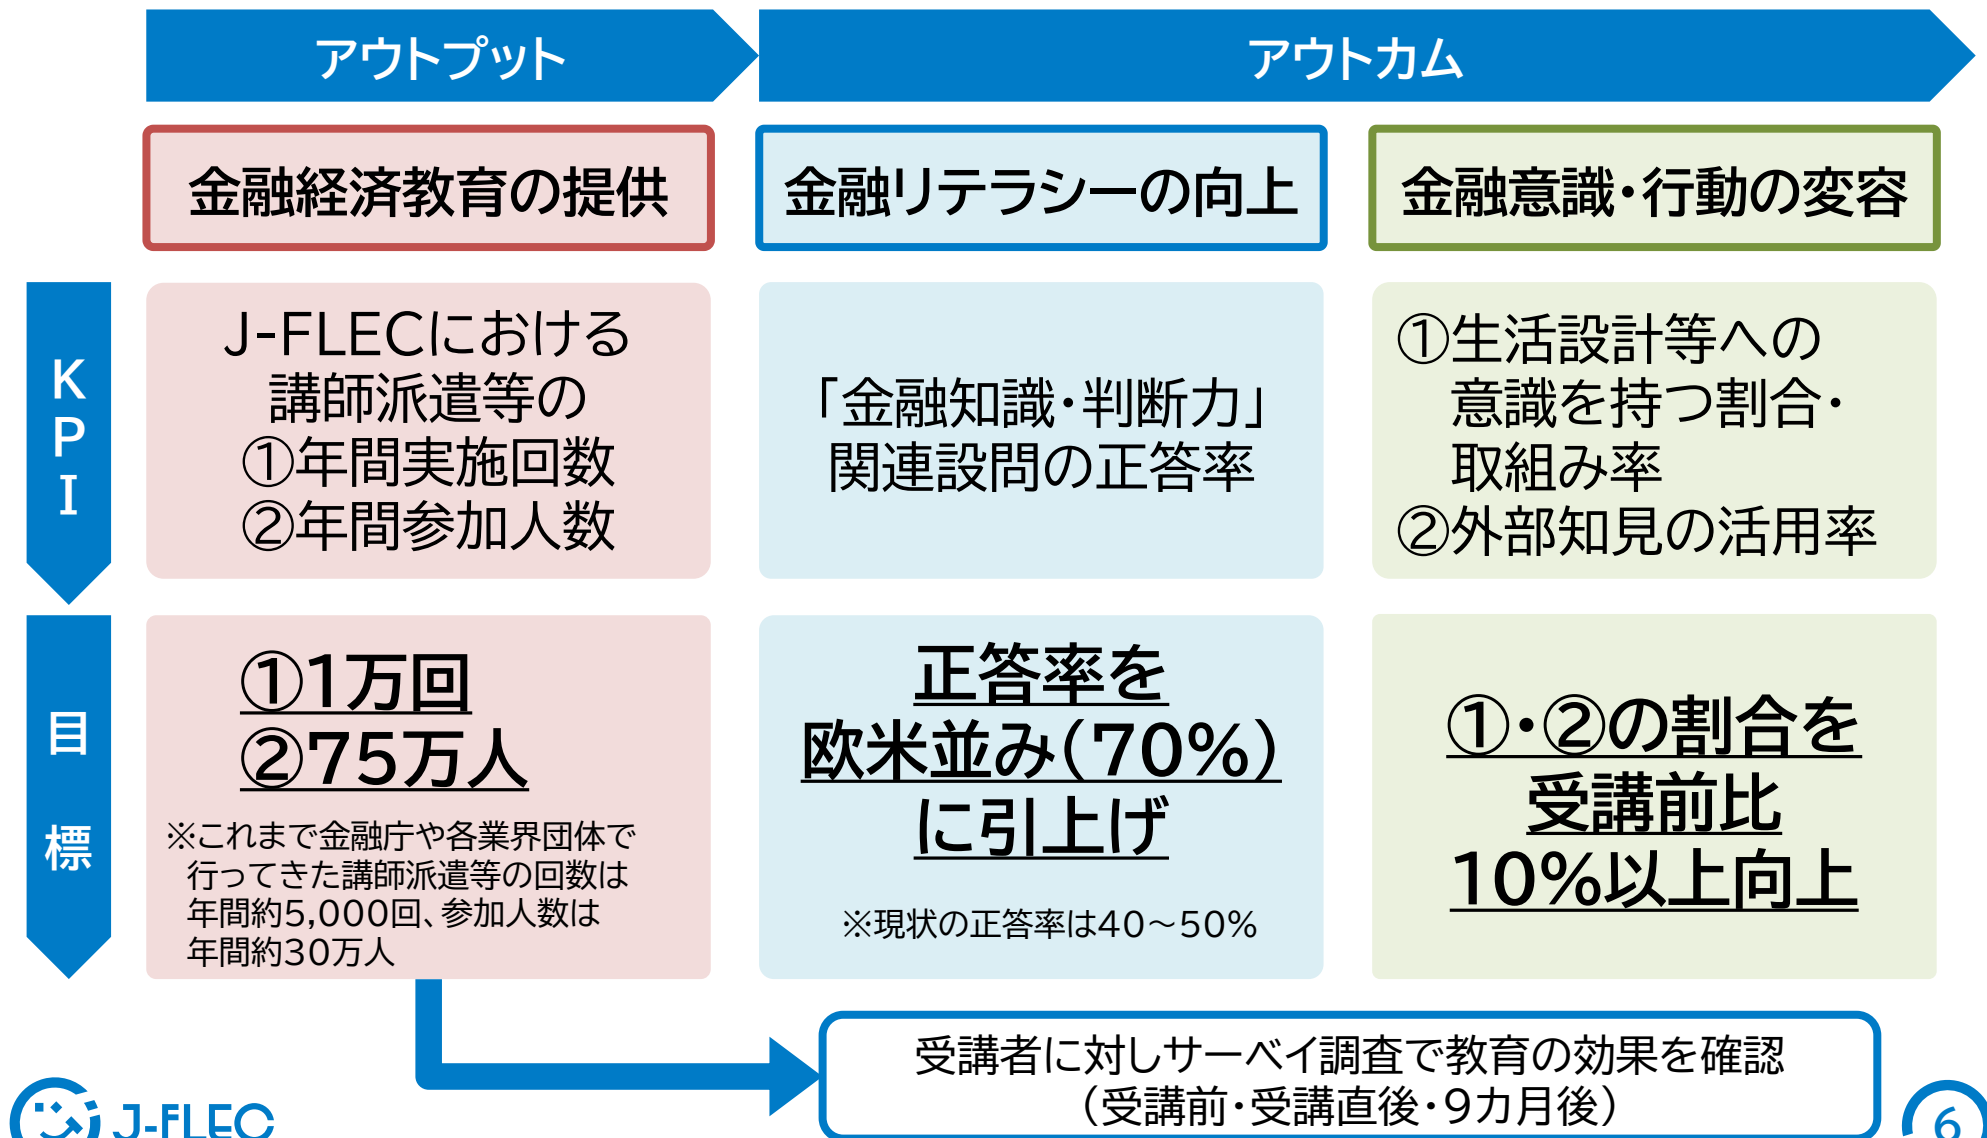 アウトプット
アウトカム
金融経済教育の提供
金融リテラシーの向上
金融意識・行動の変容
KPI
J-FLECにおける
講師派遣等の
①年間実施回数
②年間参加人数
「金融知識・判断力」
関連設問の正答率
①生活設計等への
意識を持つ割合・
取組み率
②外部知見の活用率
目標
①1万回
②75万人
※これまで金融庁や各業界団体で
行ってきた講師派遣等の回数は
年間約5,000回、参加人数は
年間約30万人
正答率を
欧米並み（70%）
に引上げ
※現状の正答率は40～50%
①・②の割合を
受講前比
10%以上向上
受講者に対しサーベイ調査で教育の効果を確認
（受講前・受講直後・9カ月後）
J-FLEC
6